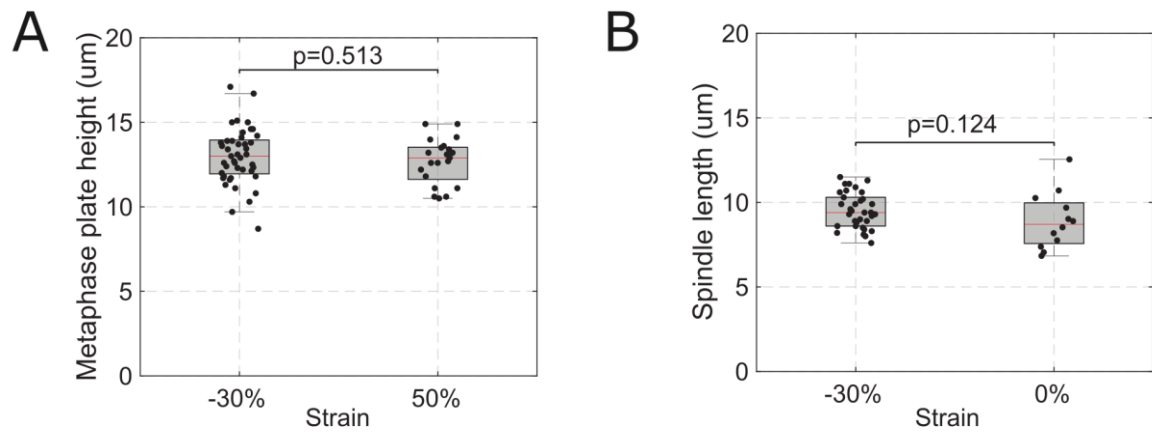 A
Metaphase plate height (um)
20
15
10
5
0
p=0.513
-30%
50%
Strain
B
Spindle length (um)
20
15
10
5
0
p=0.124
-30%
0%
Strain